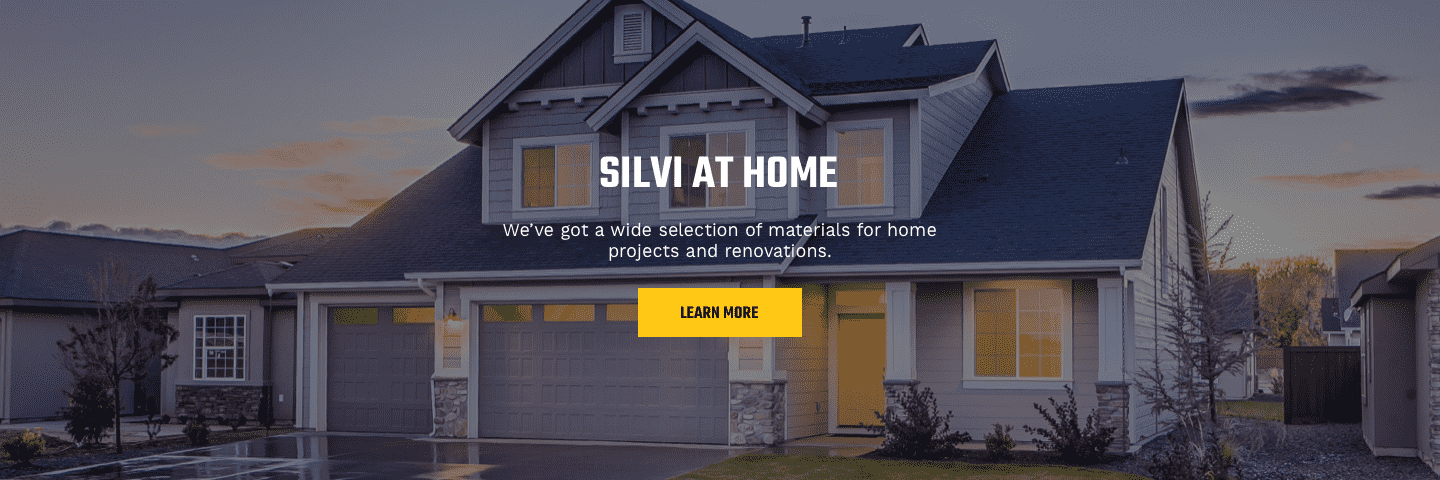 SILVI AT HOME
We've got a wide selection of materials for home
projects and renovations.
LEARN MORE